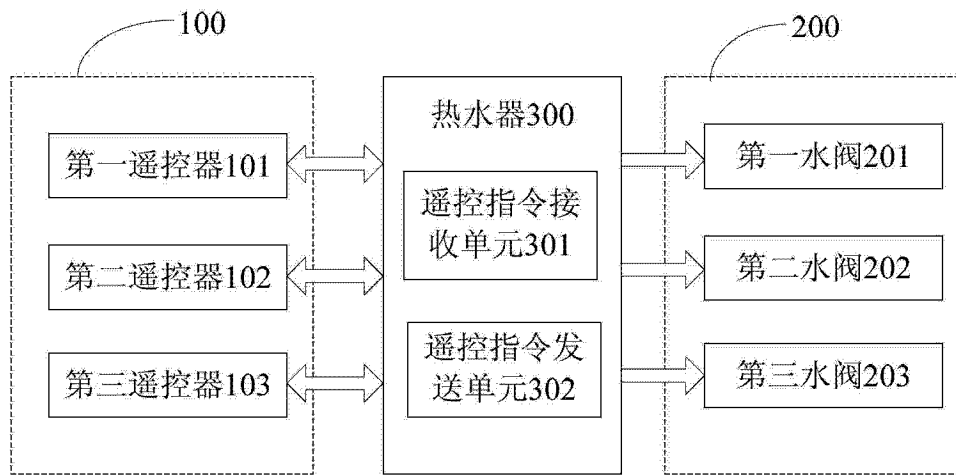 100
200
热水器300
第一遥控器101
第一水阀201
遥控指令接
收单元301
第二遥控器102
第二水阀202
遥控指令发
送单元302
第三遥控器103
第三水阀203